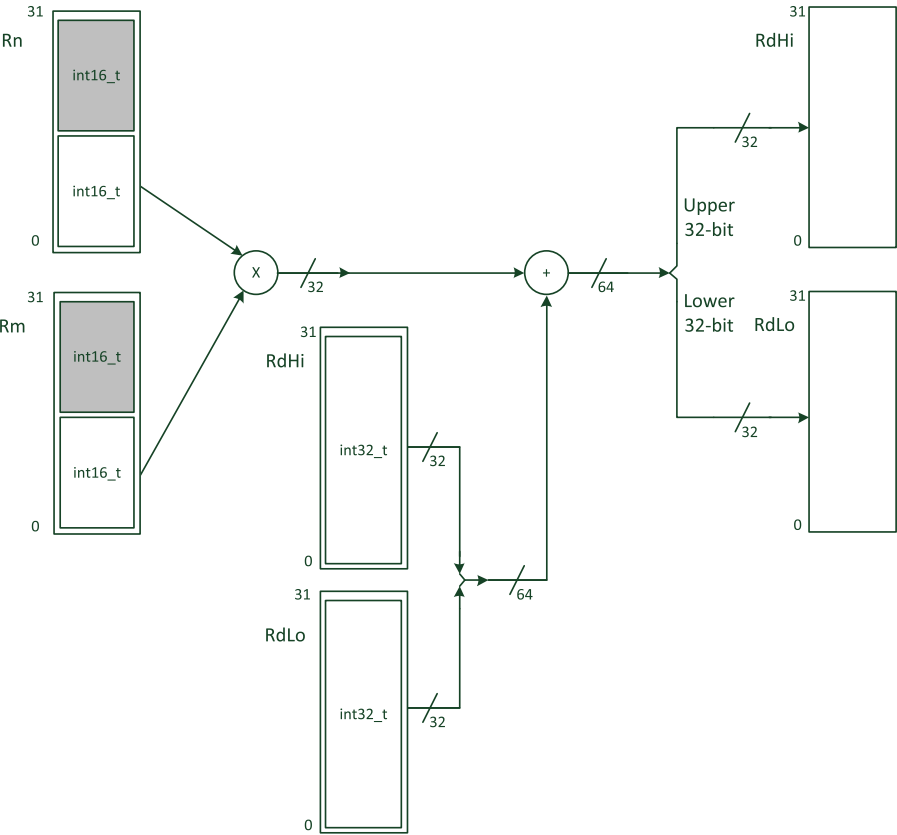 31
Rn
int16_t
int16_t
0
31
Rm
int16_t
int16_t
0
X
32
31
RdHi
int32_t
32
0
31
RdLo
int32_t
32
0
64
+
64
Upper
32-bit
Lower
32-bit
32
32
31
RdHi
0
31
RdLo
0